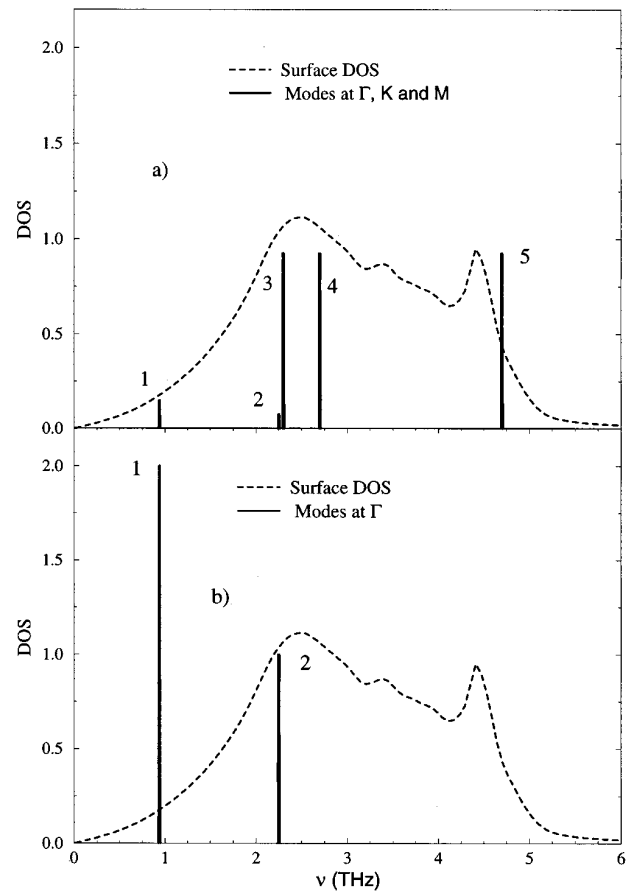 2.0
Surface DOS
Modes at Γ, K and M
1.5
a)
DOS
1.0
3
4
5
0.5
1
2
0.0
1
2.0
Surface DOS
Modes at Γ
1.5
b)
DOS
1.0
2
0.5
0.0
0
1
2
3
4
5
6
ν (THz)